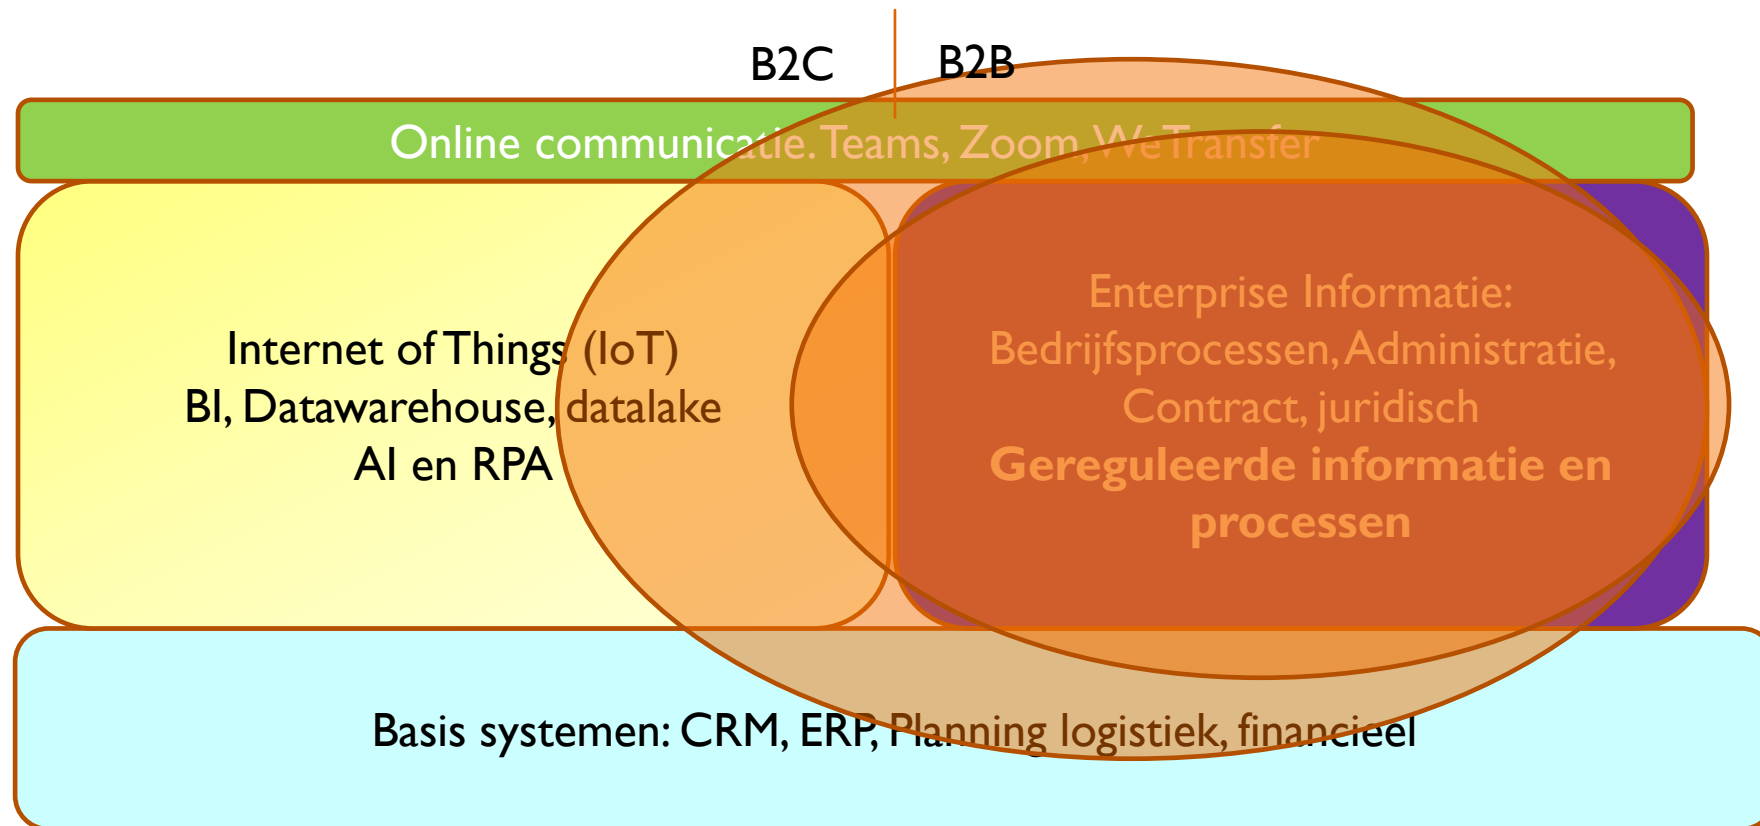 B2C
B2B
Online communicatie. Teams, Zoom, WeTransfer
Internet of Things (IoT)
BI, Datawarehouse, datalake
AI en RPA
Enterprise Informatie:
Bedrijfsprocessen, Administratie,
Contract, juridisch
Gereguleerde informatie en
processen
Basis systemen: CRM, ERP, Planning logistiek, financieel